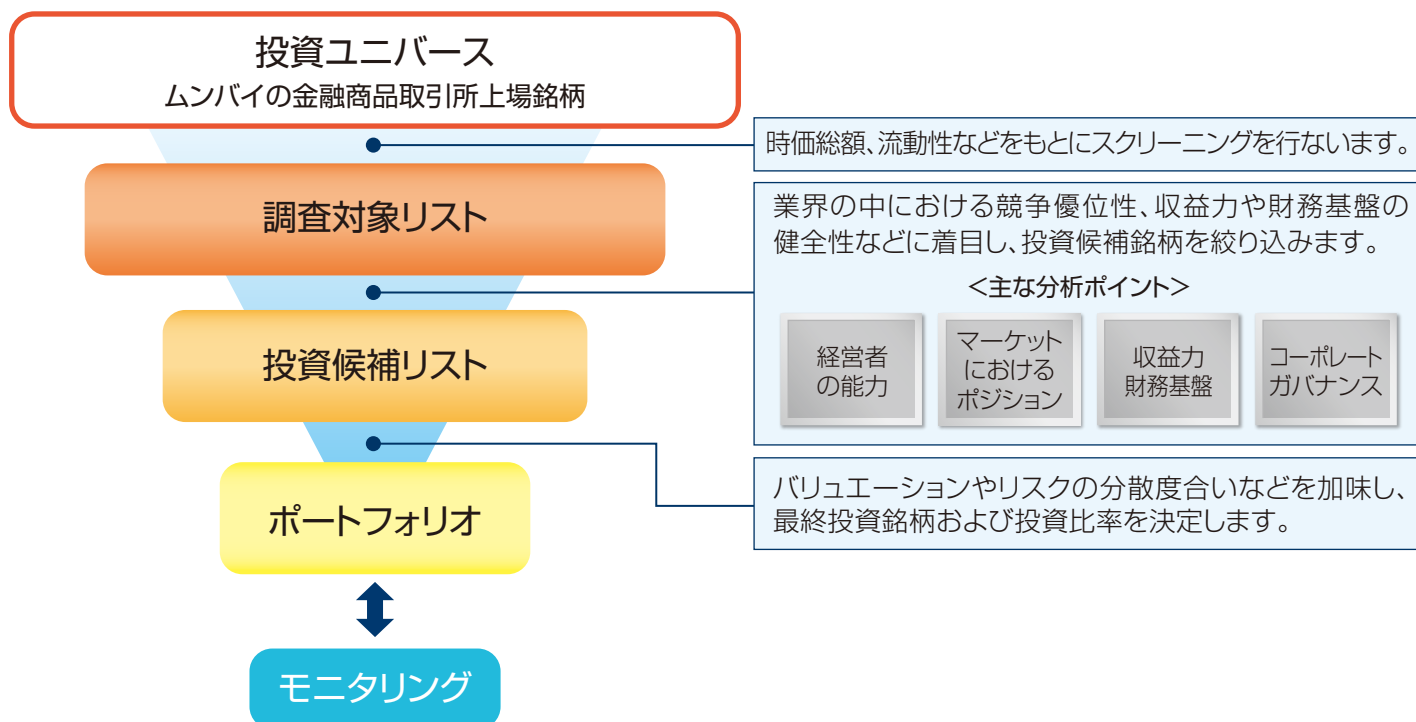 投資ユニバース
ムンバイの金融商品取引所上場銘柄
時価総額、流動性などをもとにスクリーニングを行ないます。
調査対象リスト
業界の中における競争優位性、収益力や財務基盤の
健全性などに着目し、投資候補銘柄を絞り込みます。
＜主な分析ポイント＞
経営者
の能力
マーケット
における
ポジション
収益力
財務基盤
コーポレート
ガバナンス
投資候補リスト
バリュエーションやリスクの分散度合いなどを加味し、
最終投資銘柄および投資比率を決定します。
ポートフォリオ
モニタリング